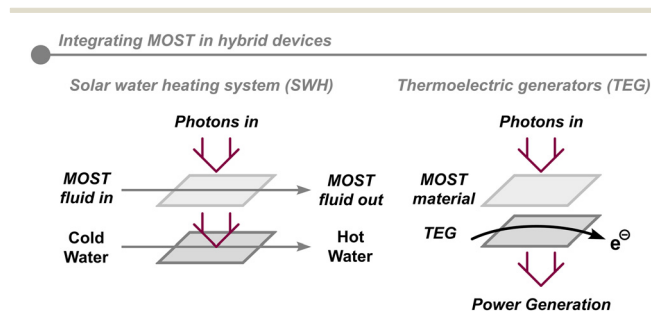 Integrating MOST in hybrid devices
Solar water heating system (SWH)
Photons in
MOST
fluid in
MOST
fluid out
Cold
Water
Hot
Water
Thermoelectric generators (TEG)
Photons in
MOST
material
TEG
e⊖
Power Generation